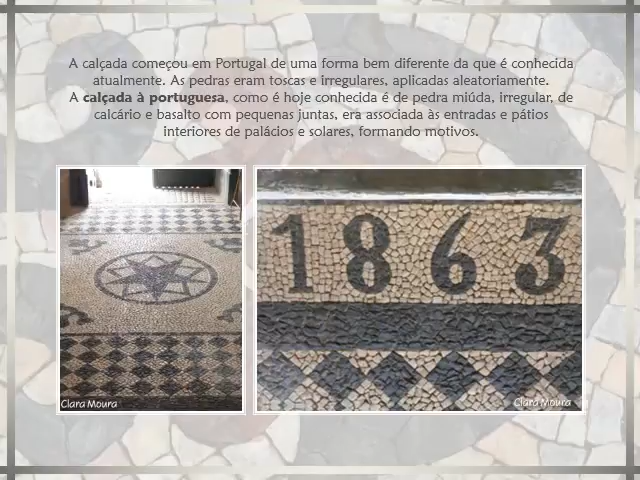 A calçada começou em Portugal de uma forma bem diferente da que é conhecida
atualmente. As pedras eram toscas e irregulares, aplicadas aleatoriamente.
A calçada à portuguesa, como é hoje conhecida é de pedra miúda, irregular, de
calcário e basalto com pequenas juntas, era associada às entradas e pátios
interiores de palácios e solares, formando motivos.
1863
Clara Moura
Clara Moura